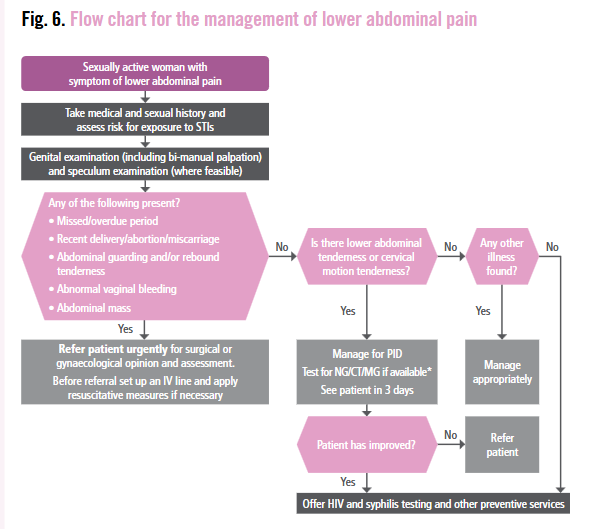 Fig. 6. Flow chart for the management of lower abdominal pain
Sexually active woman with
symptom of lower abdominal pain
Take medical and sexual history and
assess risk for exposure to STIs
Genital examination (including bi-manual palpation)
and speculum examination (where feasible)
Any of the following present?
• Missed/overdue period
• Recent delivery/abortion/miscarriage
• Abdominal guarding and/or rebound
tenderness
• Abnormal vaginal bleeding
• Abdominal mass
No
Is there lower abdominal
tenderness or cervical
motion tenderness?
No
Any other
illness
found?
No
Yes
Refer patient urgently for surgical or
gynaecological opinion and assessment.
Before referral set up an IV line and apply
resuscitative measures if necessary
Yes
Manage for PID
Test for NG/CT/MG if available*
See patient in 3 days
Yes
Manage
appropriately
Patient has improved?
No
Refer
patient
Yes
Offer HIV and syphilis testing and other preventive services